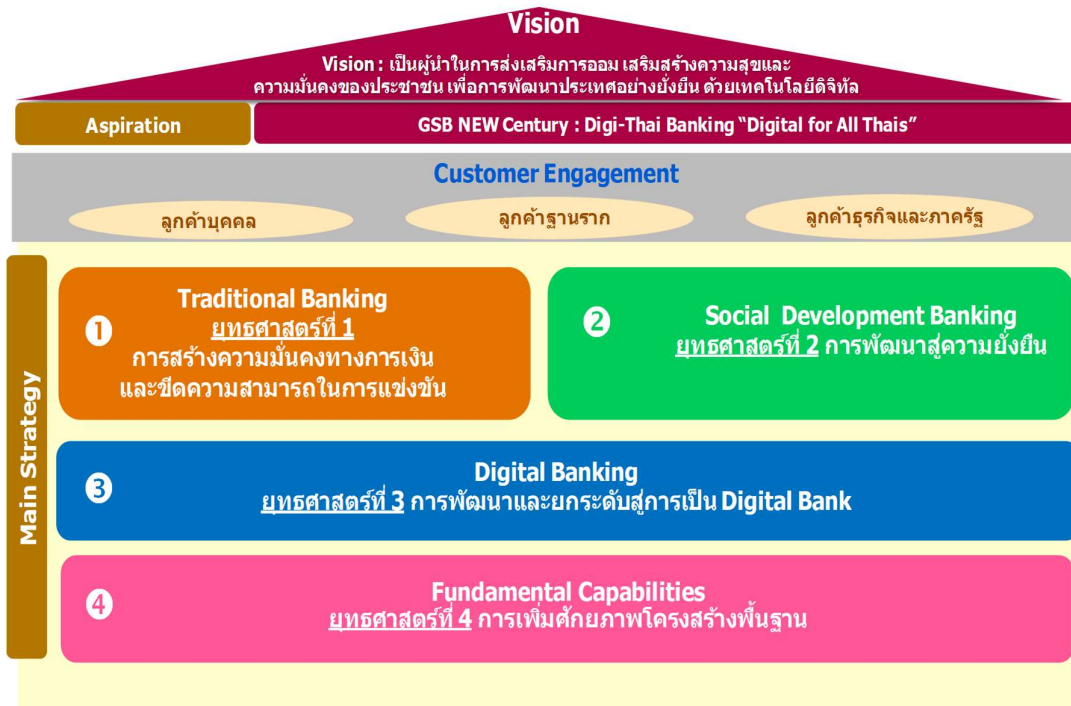 Vision
Vision : เป็นผู้นำในการส่งเสริมการออม เสริมสร้างความสุขและ
ความมั่นคงของประชาชน เพื่อการพัฒนาประเทศอย่างยั่งยืน ด้วยเทคโนโลยีดิจิทัล
Aspiration
GSB NEW Century : Digi-Thai Banking “Digital for All Thais”
Customer Engagement
ลูกค้าบุคคล
ลูกค้าฐานราก
ลูกค้าธุรกิจและภาครัฐ
Main Strategy
1
Traditional Banking
ยุทธศาสตร์ที่ 1
การสร้างความมั่นคงทางการเงิน
และขีดความสามารถในการแข่งขัน
2
Social Development Banking
ยุทธศาสตร์ที่ 2 การพัฒนาสู่ความยั่งยืน
3
Digital Banking
ยุทธศาสตร์ที่ 3 การพัฒนาและยกระดับสู่การเป็น Digital Bank
4
Fundamental Capabilities
ยุทธศาสตร์ที่ 4 การเพิ่มศักยภาพโครงสร้างพื้นฐาน